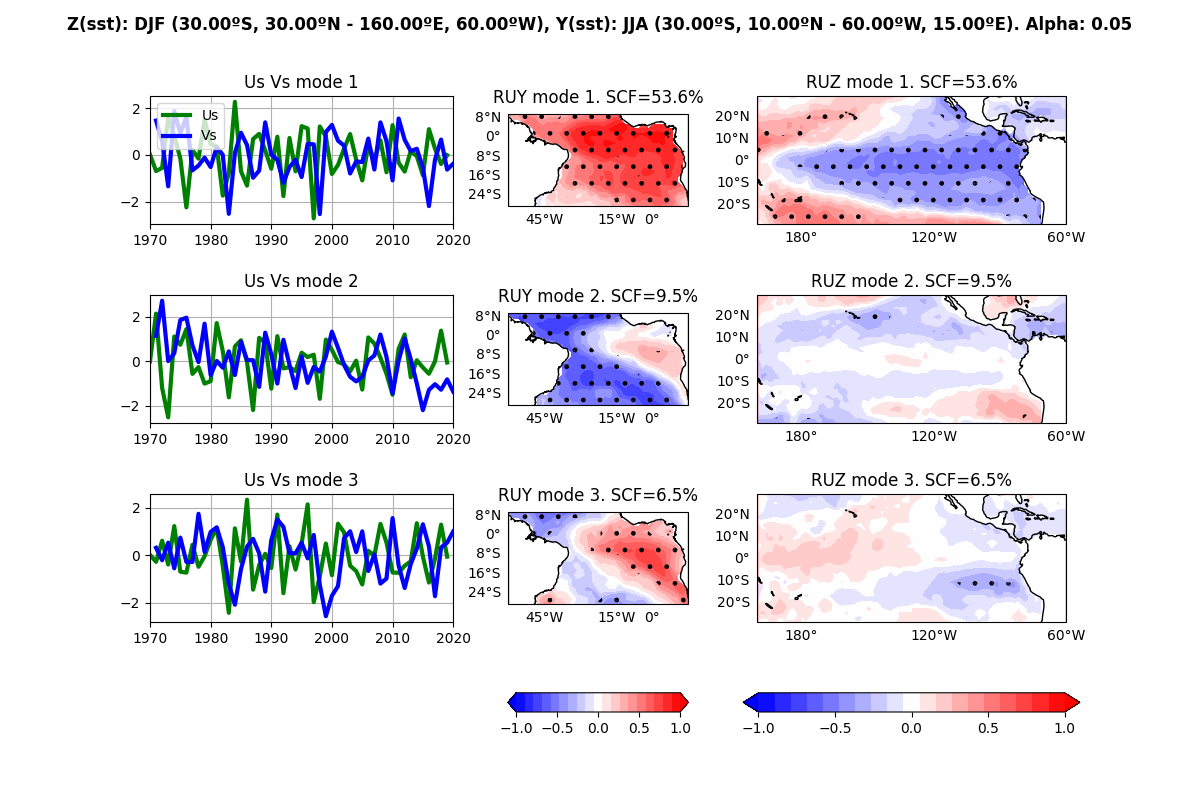 Z(sst): DJF (30.00ºS, 30.00ºN - 160.00ºE, 60.00ºW), Y(sst): JJA (30.00ºS, 10.00ºN - 60.00ºW, 15.00ºE). Alpha: 0.05
Us Vs mode 1
RUY mode 1. SCF=53.6%
RUZ mode 1. SCF=53.6%
Us
Vs
2
0
−2
1970 1980 1990 2000 2010 2020
8°N
0°
8°S
16°S
24°S
45°W 15°W 0°
20°N
10°N
0°
10°S
20°S
180° 120°W 60°W
Us Vs mode 2
RUY mode 2. SCF=9.5%
RUZ mode 2. SCF=9.5%
2
0
−2
1970 1980 1990 2000 2010 2020
8°N
0°
8°S
16°S
24°S
45°W 15°W 0°
20°N
10°N
0°
10°S
20°S
180° 120°W 60°W
Us Vs mode 3
RUY mode 3. SCF=6.5%
RUZ mode 3. SCF=6.5%
2
0
−2
1970 1980 1990 2000 2010 2020
8°N
0°
8°S
16°S
24°S
45°W 15°W 0°
20°N
10°N
0°
10°S
20°S
180° 120°W 60°W
−1.0 −0.5 0.0 0.5 1.0
−1.0 −0.5 0.0 0.5 1.0